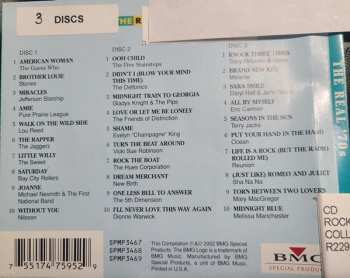 3 DISCS
THE R
DISC 1
1 AMERICAN WOMAN
The Guess Who
2 BROTHER LOUIE
Stories
3 MIRACLES
Jefferson Starship
4 AMIE
Pure Prairie League
5 WALK ON THE WILD SIDE
Lou Reed
6 THE RAPPER
The Jaggerz
7 LITTLE WILLY
The Sweet
8 SATURDAY
Bay City Rollers
9 JOANNE
Michael Nesmith & The First
National Band
10 WITHOUT YOU
Nilsson
DISC 2
1 OOH CHILD
The Five Stairsteps
2 DIDN'T I (BLOW YOUR MIND
THIS TIME)
The Delfonics
3 MIDNIGHT TRAIN TO GEORGIA
Gladys Knight & The Pips
4 LOVE OR LET ME BE LONELY
The Friends of Distinction
5 SHAME
Evelyn "Champagne" King
6 TURN THE BEAT AROUND
Vicki Sue Robinson
7 ROCK THE BOAT
The Hues Corporation
8 DREAM MERCHANT
New Birth
9 ONE LESS BELL TO ANSWER
The 5th Dimension
10 I'LL NEVER LOVE THIS WAY AGAIN
Dionne Warwick
DISC 3
1 KNOCK THREE TIMES
Tony Orlando & Dawn
2 BRAND NEW KEY
Melanie
3 SARA SMILE
Daryl Hall & John Oates
4 ALL BY MYSELF
Eric Carmen
5 SEASONS IN THE SUN
Terry Jacks
6 PUT YOUR HAND IN THE HAND
Ocean
7 LIFE IS A ROCK (BUT THE RADIO
ROLLED ME)
Reunion
8 (JUST LIKE) ROMEO AND JULIET
Sha Na Na
9 TORN BETWEEN TWO LOVERS
Mary MacGregor
10 MIDNIGHT BLUE
Melissa Manchester
THE REAL '70s
CD
ROCK
COLL
R229
7 55174 75952 9
SPMP5467
SPMP5468
SPMP5469
This Compilation ℗ & © 2002 BMG Special
Products. The BMG Logo is a trademark of
BMG Music. Manufactured by BMG
Special Products, a unit of BMG Music.
Printed in U.S.A.
BMG
Special Products